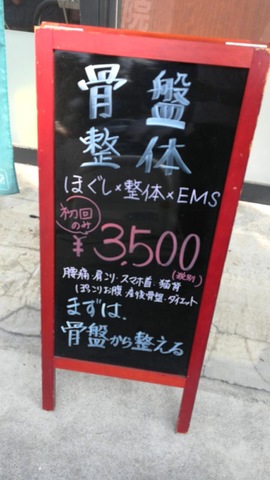 骨盤
整体
ほぐし×整体×EMS
初回
のみ
¥3,500
(税別)
腰痛・肩こり・スマホ首・猫背
ぽっこりお腹・産後骨盤・ダイエット
まずは、
骨盤から整える